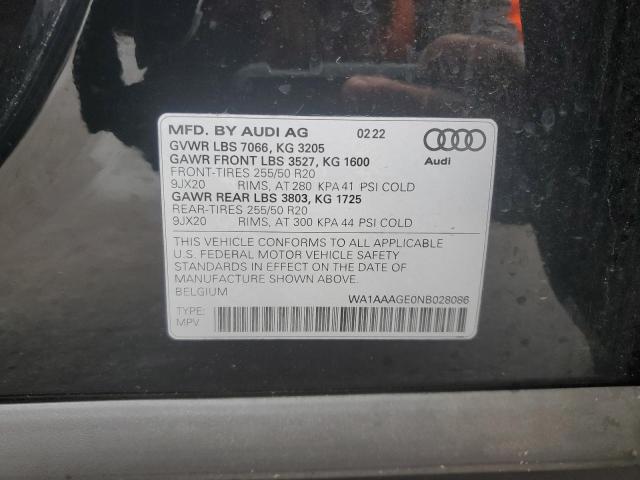 MFD. BY AUDI AG 02 22
GVWR LBS 7066, KG 3205
GAWR FRONT LBS 3527, KG 1600
Audi
FRONT-TIRES 255/50 R20
9JX20 RIMS, AT 280 KPA 41 PSI COLD
GAWR REAR LBS 3803, KG 1725
REAR-TIRES 255/50 R20
9JX20 RIMS, AT 300 KPA 44 PSI COLD
THIS VEHICLE CONFORMS TO ALL APPLICABLE
U.S. FEDERAL MOTOR VEHICLE SAFETY
STANDARDS IN EFFECT ON THE DATE OF
MANUFACTURE SHOWN ABOVE.
BELGIUM WA1AAAGE0NB028086
TYPE:
MPV